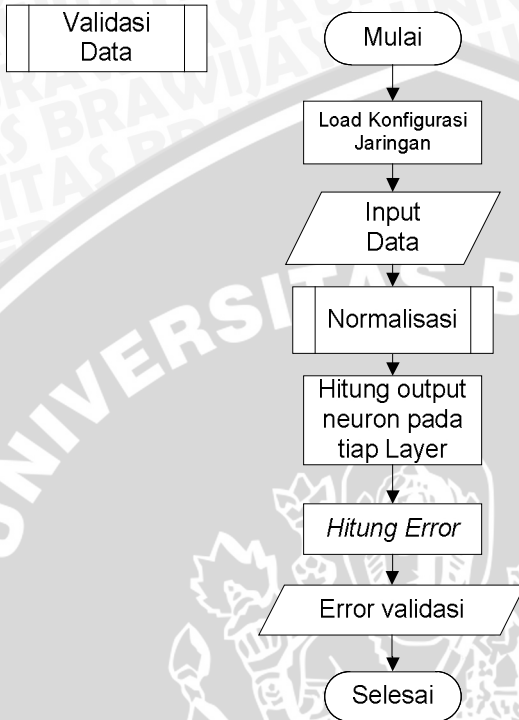 Validasi
Data
Mulai
Load Konfigurasi
Jaringan
Input
Data
Normalisasi
Hitung output
neuron pada
tiap Layer
Hitung Error
Error validasi
Selesai